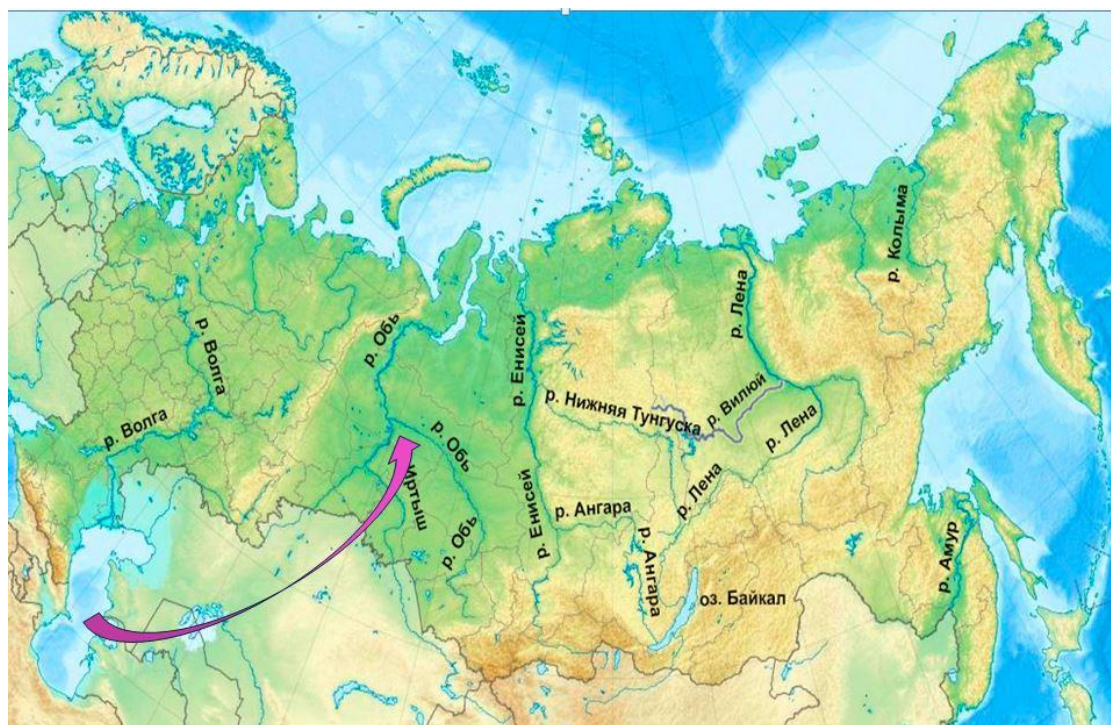 р. Колыма
р. Лена
р. Обь
р. Енисей
р. Волга
р. Нижняя Тунгуска
р. Вилюй
р. Волга
р. Обь
р. Лена
Иртыш
р. Лена
р. Ангара
р. Обь
р. Енисей
р. Ангара
р. Амур
оз. Байкал